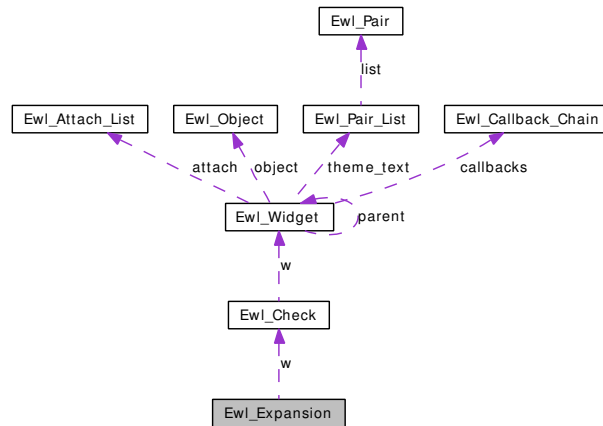 Ewl_Pair
list
Ewl_Attach_List
Ewl_Object
Ewl_Pair_List
Ewl_Callback_Chain
attach
object
theme_text
callbacks
Ewl_Widget
parent
w
Ewl_Check
w
Ewl_Expansion